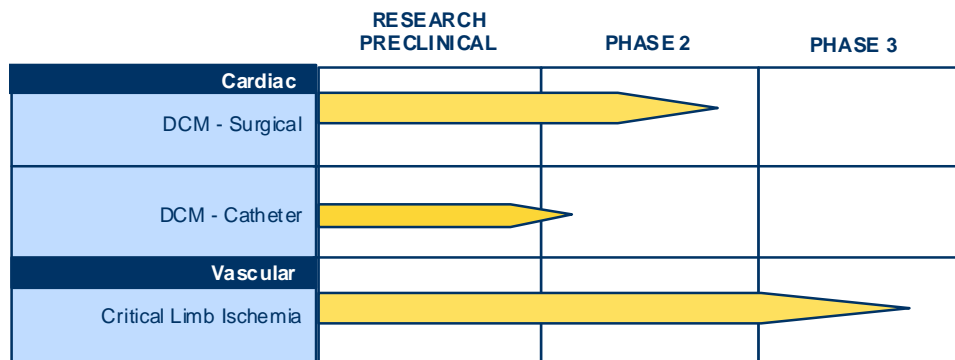 RESEARCH
PRECLINICAL
PHASE 2
PHASE 3
Cardiac
DCM - Surgical
DCM - Catheter
Vascular
Critical Limb Ischemia